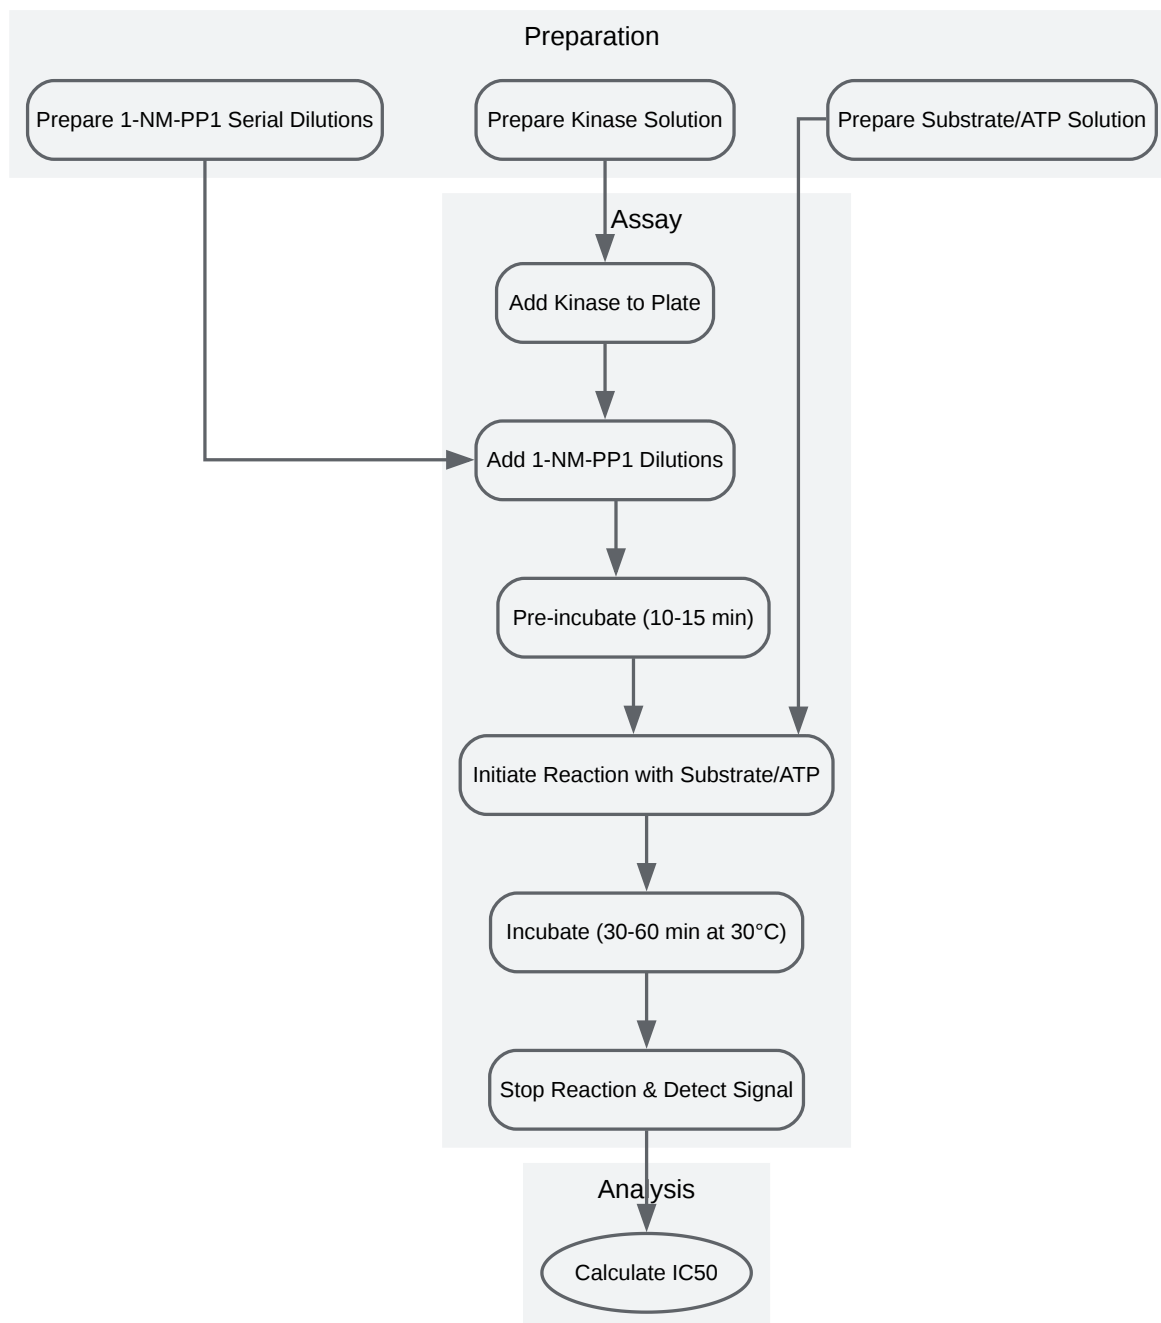 Preparation
Prepare 1-NM-PP1 Serial Dilutions
Prepare Kinase Solution
Prepare Substrate/ATP Solution
Assay
Add Kinase to Plate
Add 1-NM-PP1 Dilutions
Pre-incubate (10-15 min)
Initiate Reaction with Substrate/ATP
Incubate (30-60 min at 30°C)
Stop Reaction & Detect Signal
Analysis
Calculate IC50